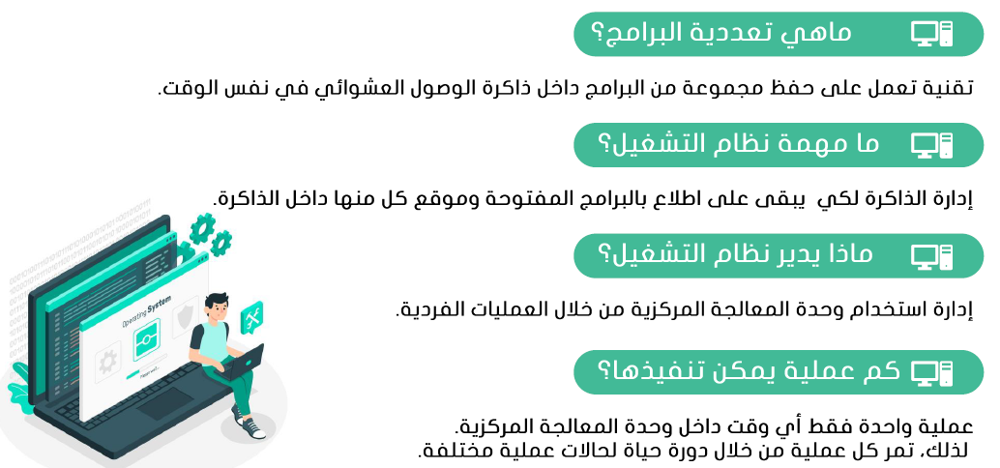 ماهي تعددية البرامج؟
تقنية تعمل على حفظ مجموعة من البرامج داخل ذاكرة الوصول العشوائي في نفس الوقت.
ما مهمة نظام التشغيل؟
إدارة الذاكرة لكي يبقى على اطلاع بالبرامج المفتوحة وموقع كل منها داخل الذاكرة.
ماذا يدير نظام التشغيل؟
إدارة استخدام وحدة المعالجة المركزية من خلال العمليات الفردية.
كم عملية يمكن تنفيذها؟
عملية واحدة فقط أي وقت داخل وحدة المعالجة المركزية.
لذلك، تمر كل عملية من خلال دورة حياة لحالات عملية مختلفة.
Operating System